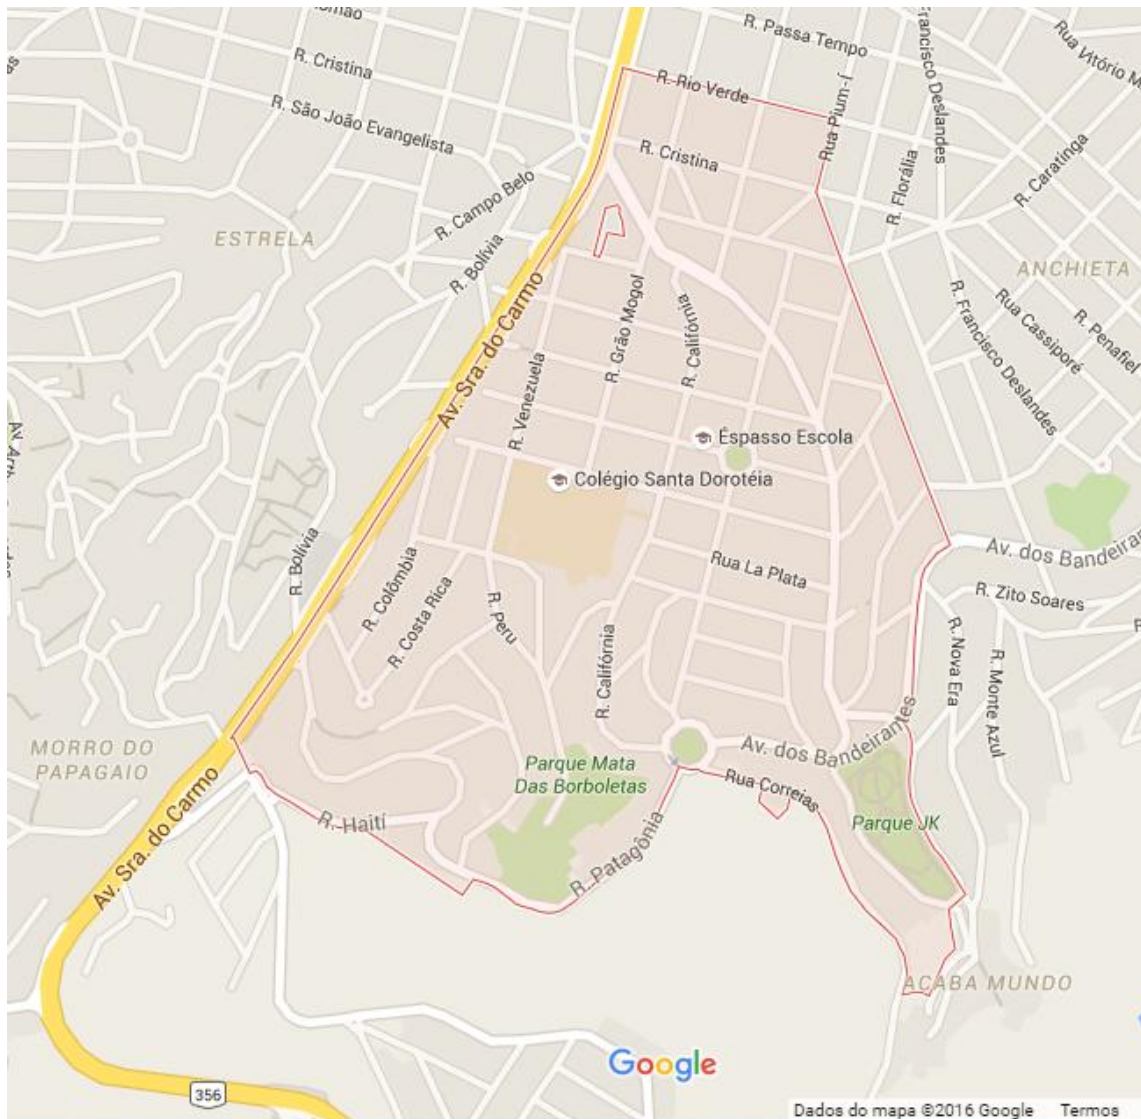 R. Passa Tempo
Rua Vitório M
Francisco Deslandes
R. Cristina
R. Rio Verde
R. São João Evangelista
Rua Pium-Í
R. Cristina
R. Florália
R. Caratinga
R. Campo Belo
ESTRELA
R. Bolívia
ANCHIETA
R. Grão Mogol
R. Califórnia
R. Francisco Deslandes
Rua Cassiporé
R. Penafiel
Av. Sra. do Carmo
R. Venezuela
Espasso Escola
Colégio Santa Dorotéia
R. Bolívia
Av. dos Bandeirantes
Rua La Plata
R. Colômbia
R. Costa Rica
R. Peru
R. Zito Soares
R. Califórnia
R. Nova Era
R. Monte Azul
MORRO DO
PAPAGAIO
Av. dos Bandeirantes
Parque Mata
Das Borboletas
Rua Correias
Av. Sra. do Carmo
R. Haití
R. Patagônia
Parque JK
ACABA MUNDO
Google
356
Dados do mapa ©2016 Google Termos